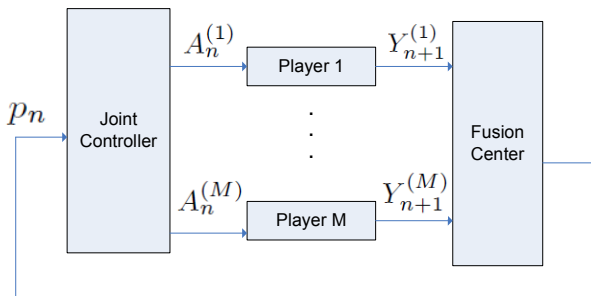 p_n
Joint
Controller
A_n^{(1)}
Player 1
Y_{n+1}^{(1)}
.
.
.
A_n^{(M)}
Player M
Y_{n+1}^{(M)}
Fusion
Center